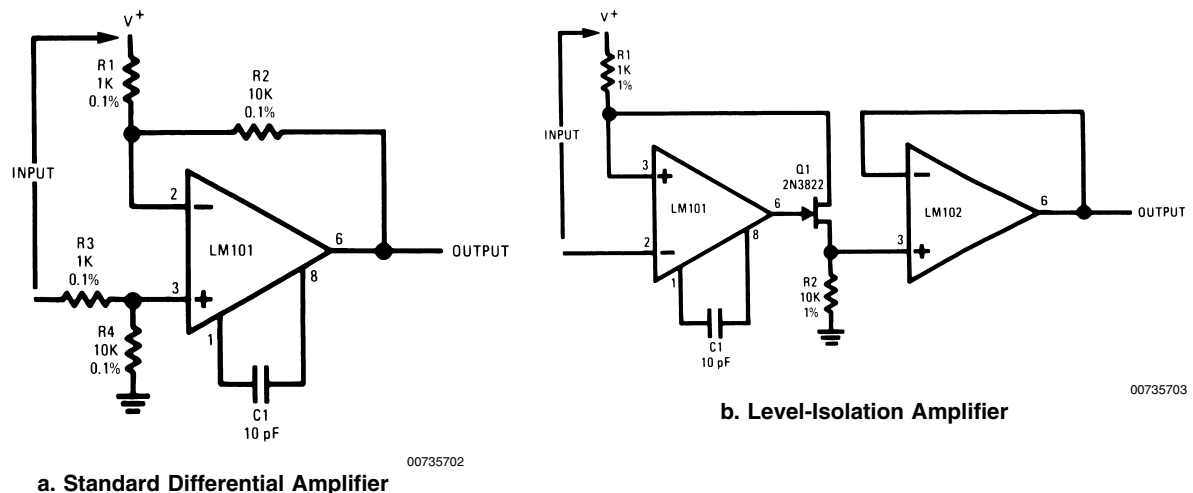 V+
R1
1K
0.1%
R2
10K
0.1%
INPUT
2
LM101
6
OUTPUT
8
R3
1K
0.1%
3
R4
10K
0.1%
1
C1
10 pF
00735702
a. Standard Differential Amplifier
V+
R1
1K
1%
INPUT
3
LM101
6
8
2
1
C1
10 pF
Q1
2N3822
R2
10K
1%
3
LM102
6
OUTPUT
00735703
b. Level-Isolation Amplifier